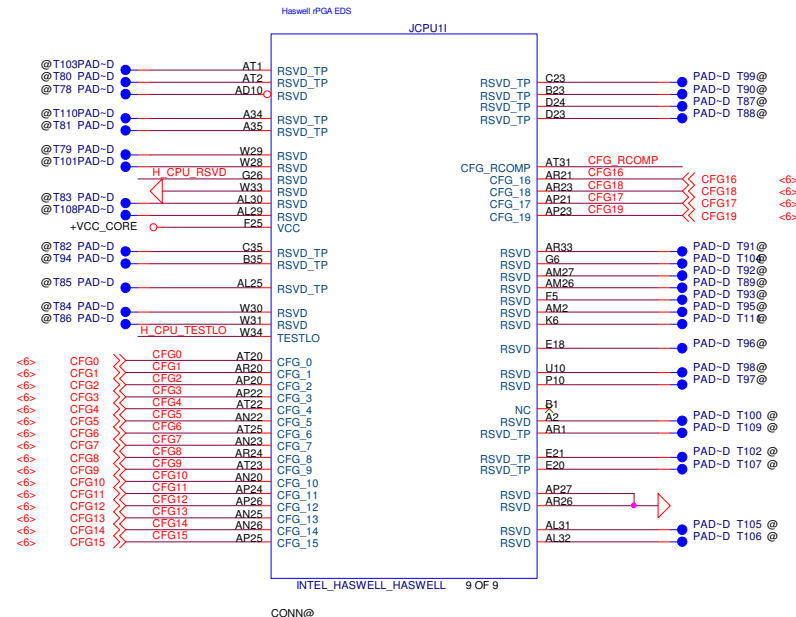 Haswell rPGA EDS
JCPU1I
@T103PAD~D AT1 RSVD_TP
@T80 PAD~D AT2 RSVD_TP
@T78 PAD~D AD10 RSVD
@T110PAD~D A34 RSVD_TP
@T81 PAD~D A35 RSVD_TP
@T79 PAD~D W29 RSVD
@T101PAD~D W28 RSVD
H_CPU_RSVD G26 RSVD
W33 RSVD
@T83 PAD~D AL30 RSVD
@T108PAD~D AL29 RSVD
+VCC_CORE F25 VCC
@T82 PAD~D C35 RSVD_TP
@T94 PAD~D B35 RSVD_TP
@T85 PAD~D AL25 RSVD_TP
@T84 PAD~D W30 RSVD
@T86 PAD~D W31 RSVD
H_CPU_TESTLO W34 TESTLO
<6> CFG0 CFG0 AT20 CFG_0
<6> CFG1 CFG1 AR20 CFG_1
<6> CFG2 CFG2 AP20 CFG_2
<6> CFG3 CFG3 AP22 CFG_3
<6> CFG4 CFG4 AT22 CFG_4
<6> CFG5 CFG5 AN22 CFG_5
<6> CFG6 CFG6 AT25 CFG_6
<6> CFG7 CFG7 AN23 CFG_7
<6> CFG8 CFG8 AR24 CFG_8
<6> CFG9 CFG9 AT23 CFG_9
<6> CFG10 CFG10 AN20 CFG_10
<6> CFG11 CFG11 AP24 CFG_11
<6> CFG12 CFG12 AP26 CFG_12
<6> CFG13 CFG13 AN25 CFG_13
<6> CFG14 CFG14 AN26 CFG_14
<6> CFG15 CFG15 AP25 CFG_15
RSVD_TP C23 PAD~D T99@
RSVD_TP B23 PAD~D T90@
RSVD_TP D24 PAD~D T87@
RSVD_TP D23 PAD~D T88@
CFG_RCOMP AT31 CFG_RCOMP
CFG_16 AR21 CFG16 CFG16 <6>
CFG_18 AR23 CFG18 CFG18 <6>
CFG_17 AP21 CFG17 CFG17 <6>
CFG_19 AP23 CFG19 CFG19 <6>
RSVD AR33 PAD~D T91@
RSVD G6 PAD~D T104@
RSVD AM27 PAD~D T92@
RSVD AM26 PAD~D T89@
RSVD F5 PAD~D T93@
RSVD AM2 PAD~D T95@
RSVD K6 PAD~D T111@
RSVD E18 PAD~D T96@
RSVD U10 PAD~D T98@
RSVD P10 PAD~D T97@
NC B1
RSVD A2 PAD~D T100 @
RSVD_TP AR1 PAD~D T109 @
RSVD_TP E21 PAD~D T102 @
RSVD_TP E20 PAD~D T107 @
RSVD AP27
RSVD AR26
RSVD AL31 PAD~D T105 @
RSVD AL32 PAD~D T106 @
INTEL_HASWELL_HASWELL 9 OF 9
CONN@